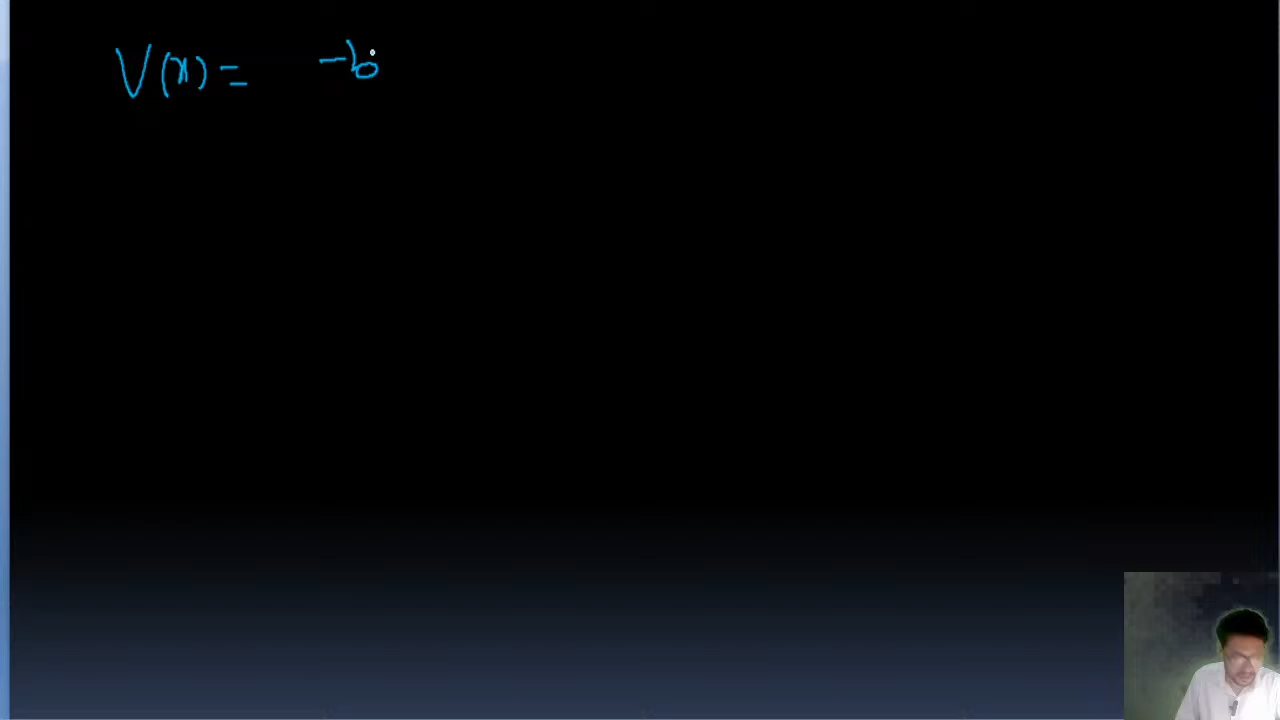 V(x) = -b